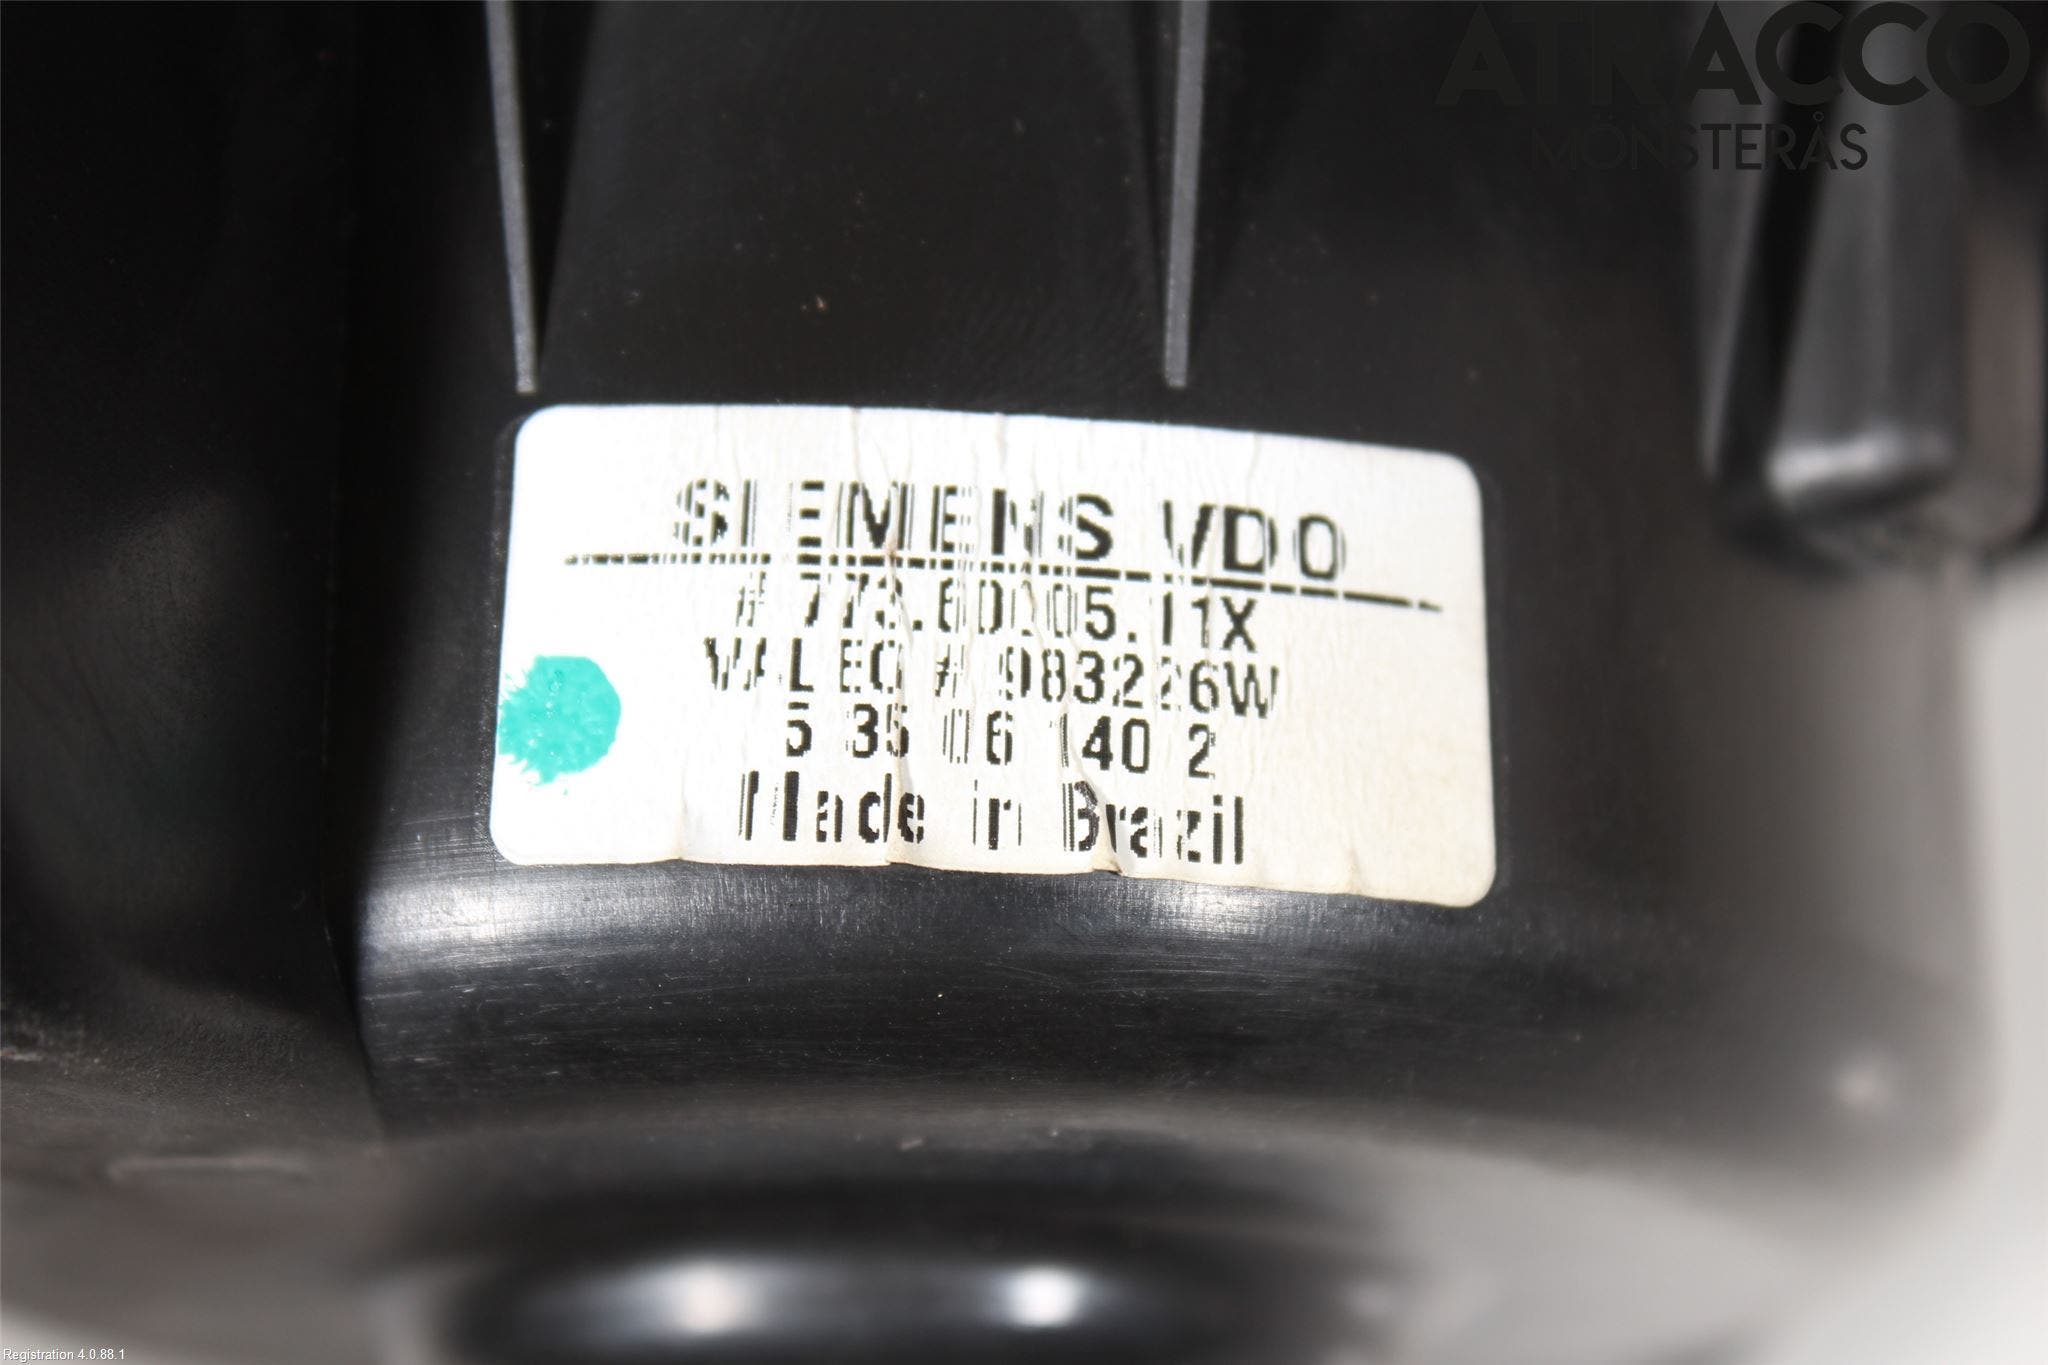 ATRACCO
MÖNSTERÅS
SIEMENS VDO
# 773.60005.11X
VALEO # 983226W
5 35 06 140 2
Made in Brazil
Registration 4.0.88.1